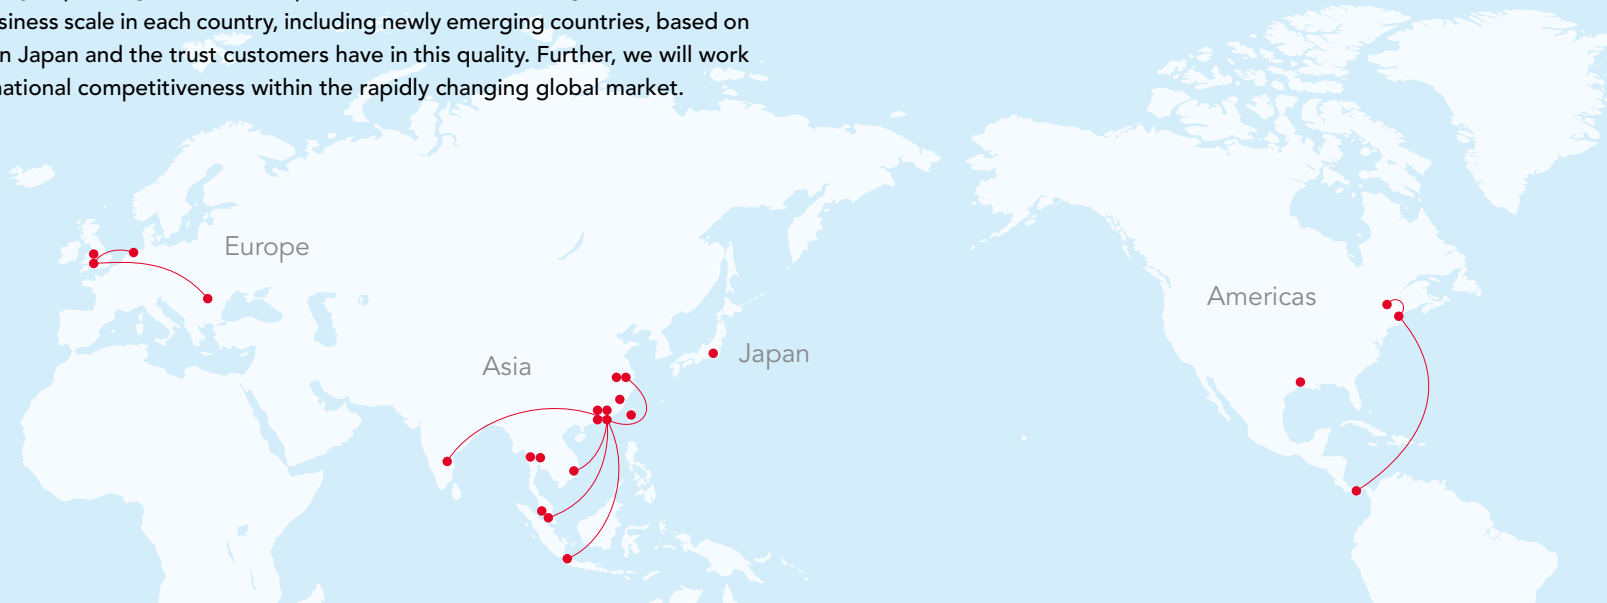 siness scale in each country, including newly emerging countries, based on
n Japan and the trust customers have in this quality. Further, we will work
national competitiveness within the rapidly changing global market.
Europe
Americas
Asia
Japan